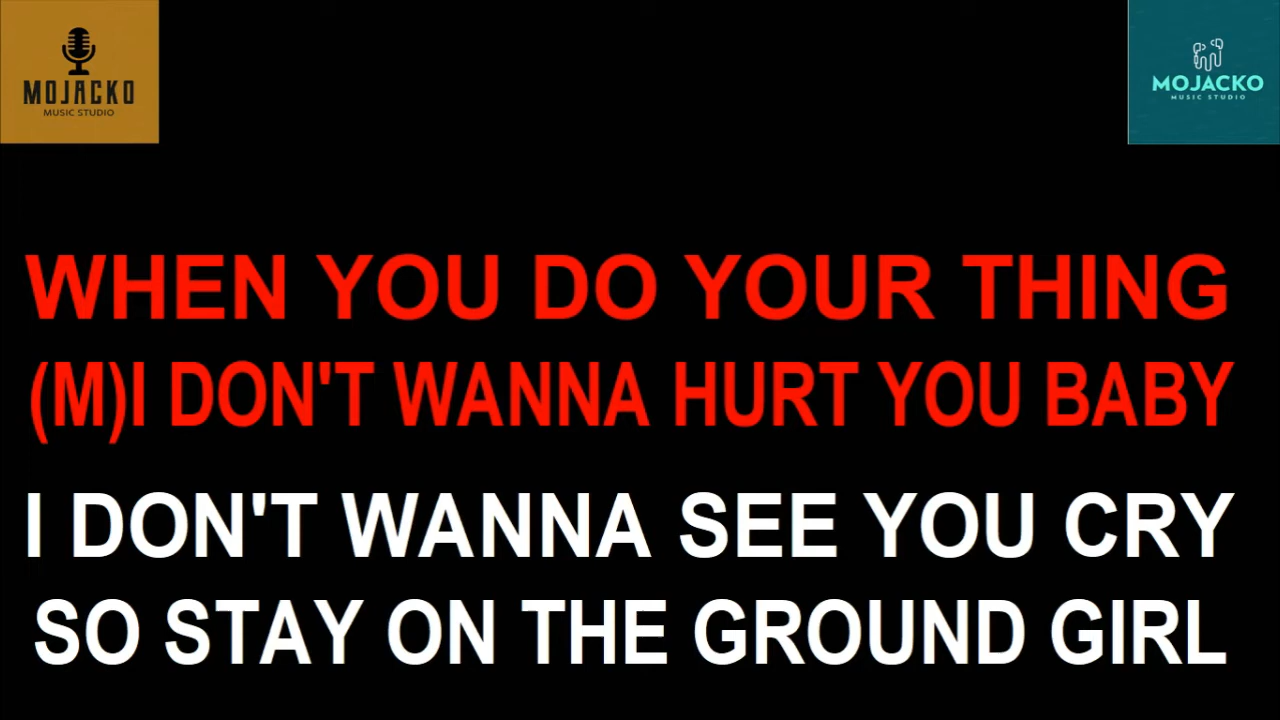 MOJACKO
MUSIC STUDIO
MOJACKO
MUSIC STUDIO
WHEN YOU DO YOUR THING
(M)I DON'T WANNA HURT YOU BABY
I DON'T WANNA SEE YOU CRY
SO STAY ON THE GROUND GIRL